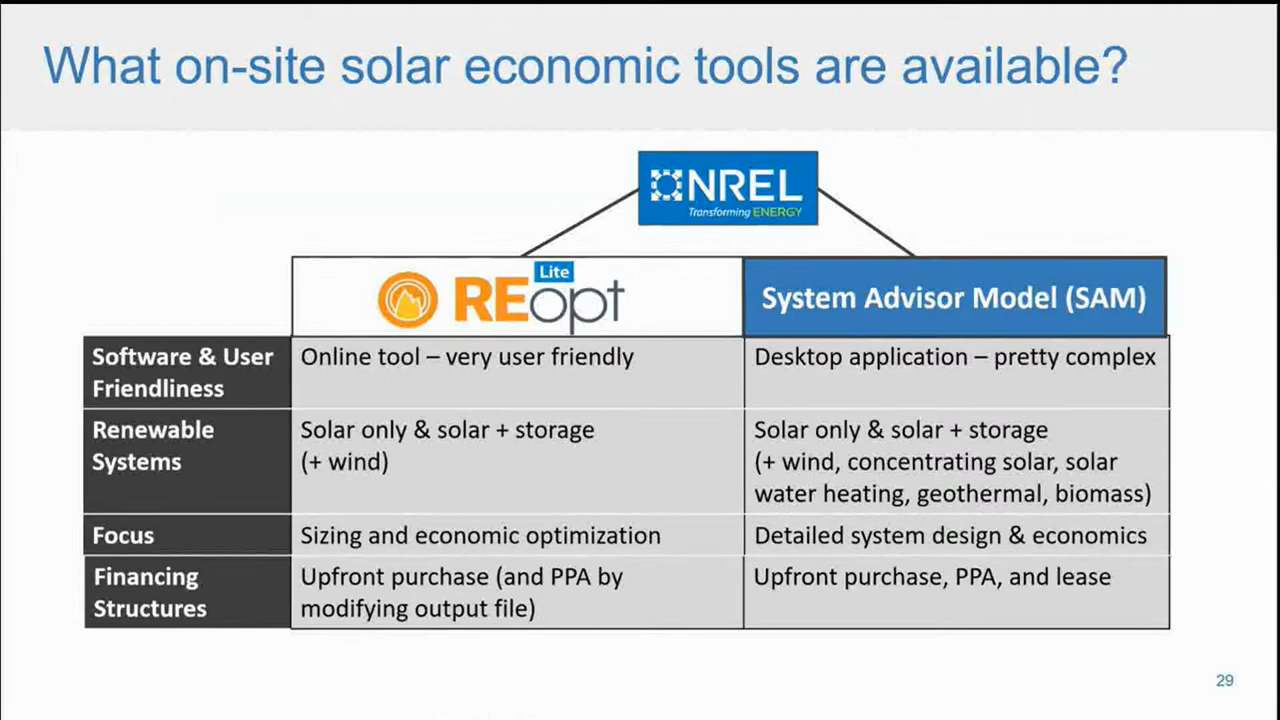 What on-site solar economic tools are available?
NREL
Transforming ENERGY
Lite
REopt
System Advisor Model (SAM)
Software & User
Friendliness
Online tool – very user friendly
Desktop application – pretty complex
Renewable
Systems
Solar only & solar + storage
(+ wind)
Solar only & solar + storage
(+ wind, concentrating solar, solar
water heating, geothermal, biomass)
Focus
Sizing and economic optimization
Detailed system design & economics
Financing
Structures
Upfront purchase (and PPA by
modifying output file)
Upfront purchase, PPA, and lease
29